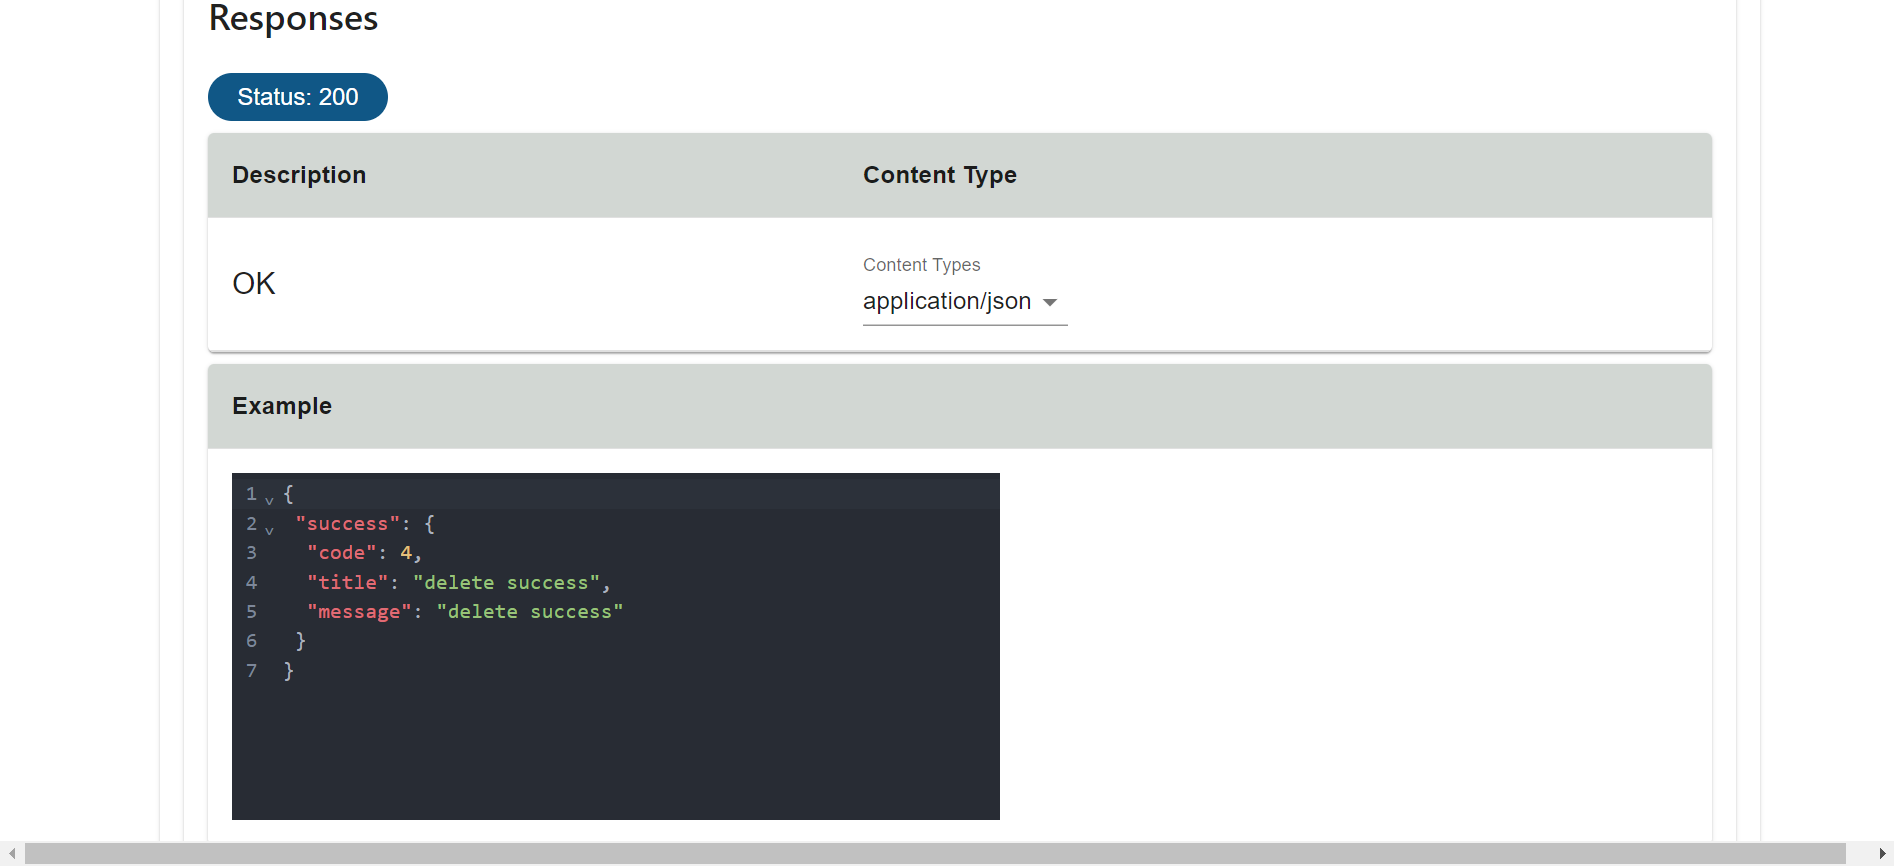 Responses
Status: 200
Description Content Type
OK
Content Types
application/json
Example
1 {
2 "success": {
3 "code": 4,
4 "title": "delete success",
5 "message": "delete success"
6 }
7 }